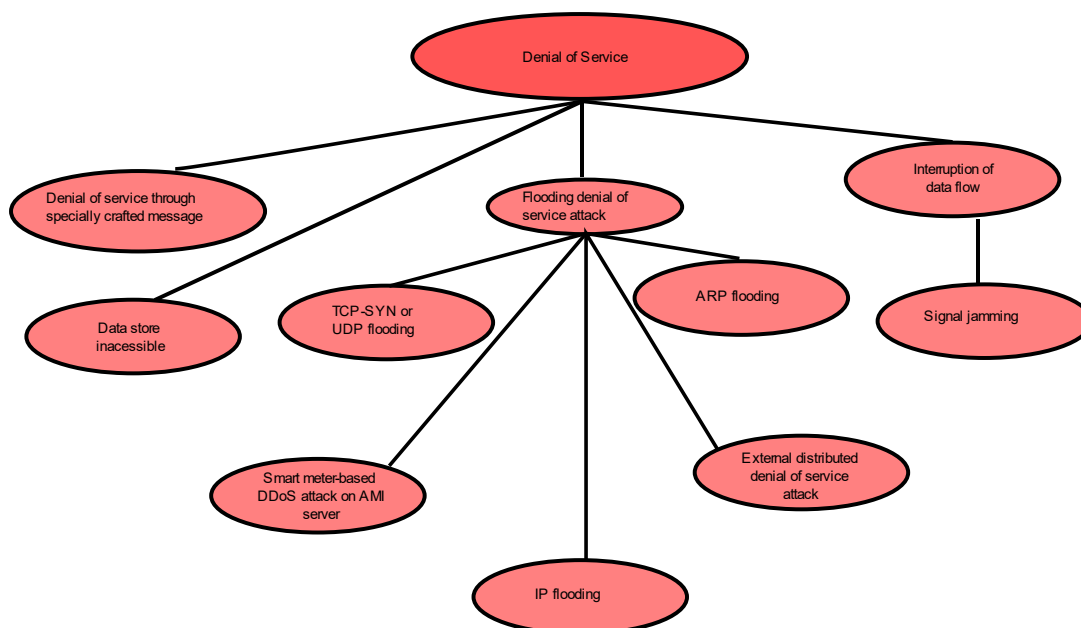 Denial of Service
Denial of service through
specially crafted message
Flooding denial of
service attack
Interruption of
data flow
Data store
inacessible
TCP-SYN or
UDP flooding
ARP flooding
Signal jamming
Smart meter-based
DDoS attack on AMI
server
External distributed
denial of service
attack
IP flooding